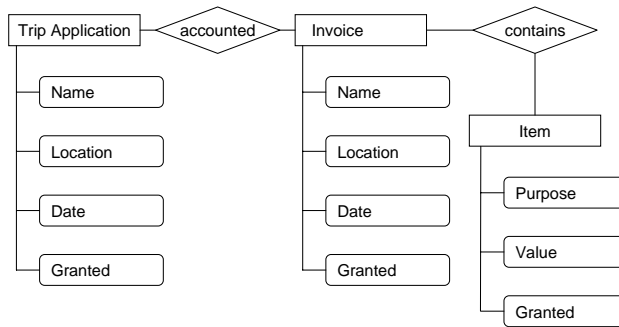 Trip Application
accounted
Invoice
contains
Name
Location
Date
Granted
Name
Location
Date
Granted
Item
Purpose
Value
Granted